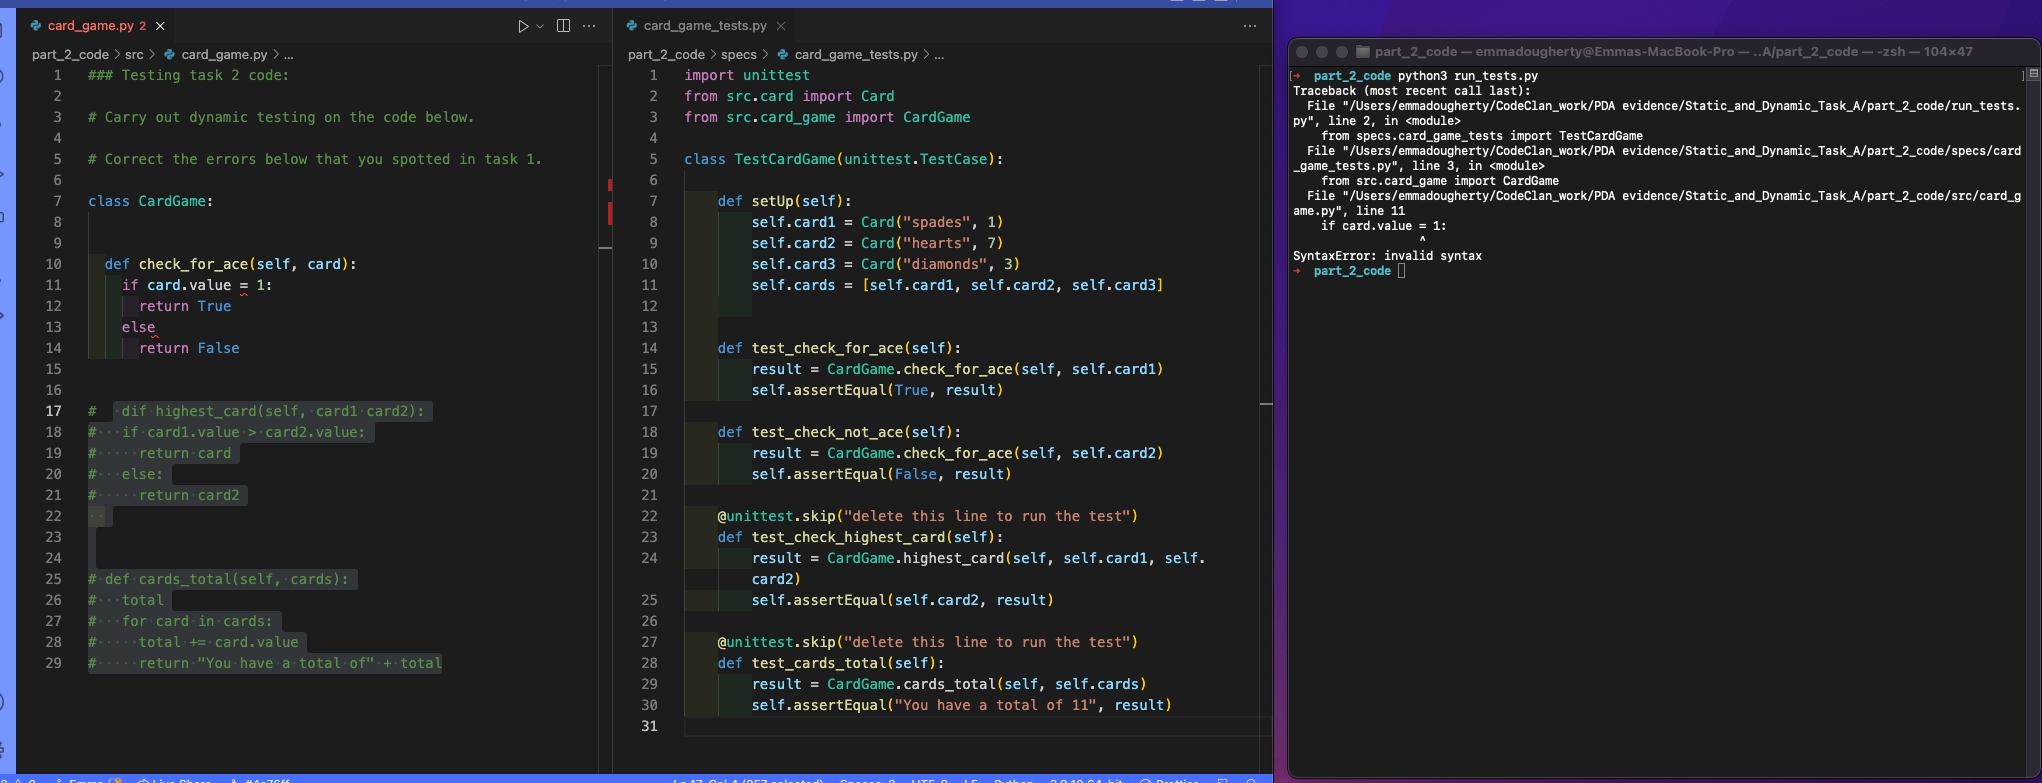 card_game.py 2
part_2_code > src > card_game.py > ...
1 ### Testing task 2 code:
2
3 # Carry out dynamic testing on the code below.
4
5 # Correct the errors below that you spotted in task 1.
6
7 class CardGame:
8
9
10 def check_for_ace(self, card):
11 if card.value = 1:
12 return True
13 else
14 return False
15
16
17 # dif highest_card(self, card1 card2):
18 # if card1.value > card2.value:
19 # return card
20 # else:
21 # return card2
22
23
24
25 # def cards_total(self, cards):
26 # total
27 # for card in cards:
28 # total += card.value
29 # return "You have a total of" + total
card_game_tests.py
part_2_code > specs > card_game_tests.py > ...
1 import unittest
2 from src.card import Card
3 from src.card_game import CardGame
4
5 class TestCardGame(unittest.TestCase):
6
7 def setUp(self):
8 self.card1 = Card("spades", 1)
9 self.card2 = Card("hearts", 7)
10 self.card3 = Card("diamonds", 3)
11 self.cards = [self.card1, self.card2, self.card3]
12
13
14 def test_check_for_ace(self):
15 result = CardGame.check_for_ace(self, self.card1)
16 self.assertEqual(True, result)
17
18 def test_check_not_ace(self):
19 result = CardGame.check_for_ace(self, self.card2)
20 self.assertEqual(False, result)
21
22 @unittest.skip("delete this line to run the test")
23 def test_check_highest_card(self):
24 result = CardGame.highest_card(self, self.card1, self.
card2)
25 self.assertEqual(self.card2, result)
26
27 @unittest.skip("delete this line to run the test")
28 def test_cards_total(self):
29 result = CardGame.cards_total(self, self.cards)
30 self.assertEqual("You have a total of 11", result)
31
part_2_code — emmadougherty@Emmas-MacBook-Pro — ..A/part_2_code — -zsh — 104×47
[→ part_2_code python3 run_tests.py ]
Traceback (most recent call last):
File "/Users/emmadougherty/CodeClan_work/PDA evidence/Static_and_Dynamic_Task_A/part_2_code/run_tests.
py", line 2, in <module>
from specs.card_game_tests import TestCardGame
File "/Users/emmadougherty/CodeClan_work/PDA evidence/Static_and_Dynamic_Task_A/part_2_code/specs/card
_game_tests.py", line 3, in <module>
from src.card_game import CardGame
File "/Users/emmadougherty/CodeClan_work/PDA evidence/Static_and_Dynamic_Task_A/part_2_code/src/card_g
ame.py", line 11
if card.value = 1:
^
SyntaxError: invalid syntax
→ part_2_code